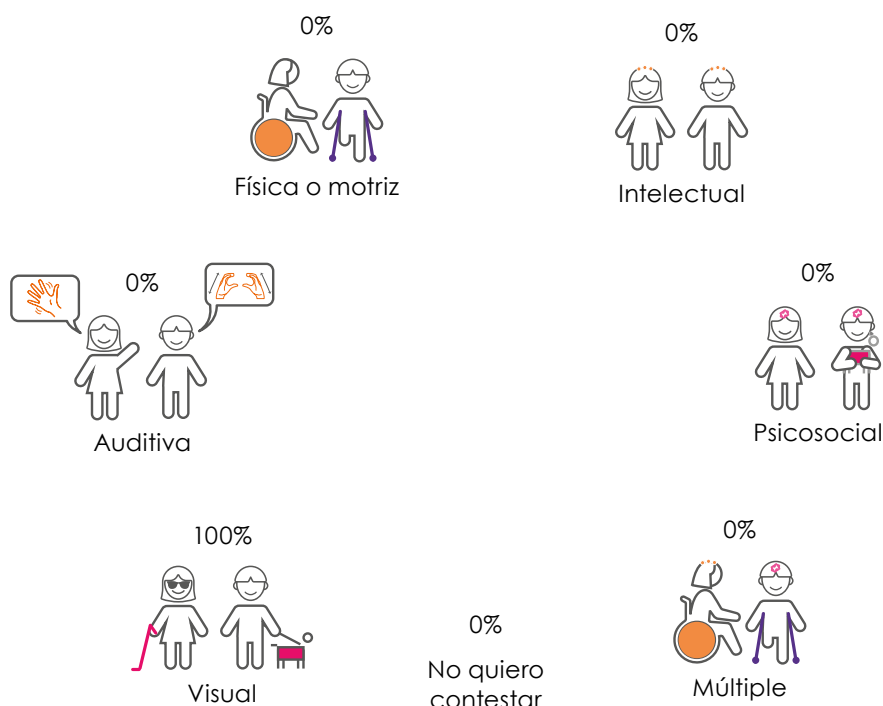 0%
Física o motriz
0%
Intelectual
0%
Auditiva
0%
Psicosocial
100%
Visual
0%
No quiero
contestar
0%
Múltiple